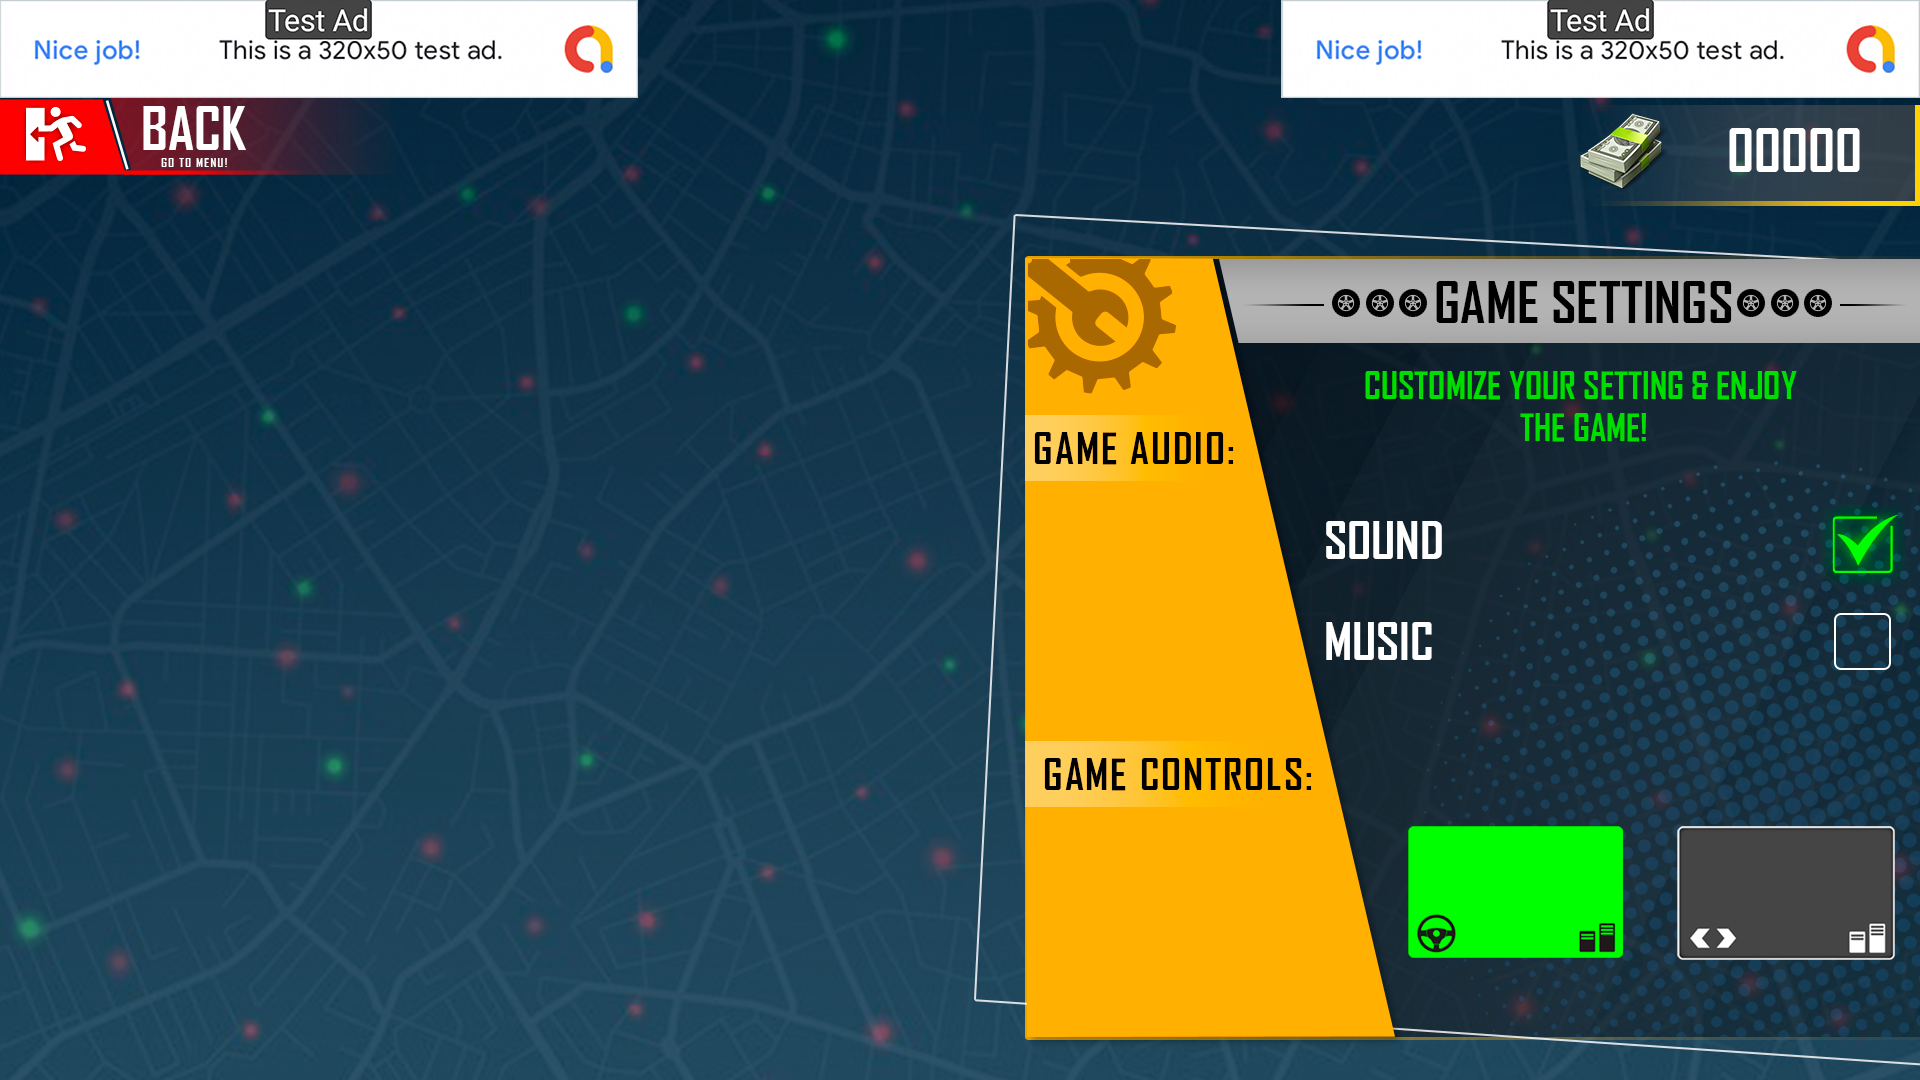 Test Ad
Nice job!
This is a 320x50 test ad.
Test Ad
Nice job!
This is a 320x50 test ad.
BACK
GO TO MENU!
00000
GAME SETTINGS
CUSTOMIZE YOUR SETTING & ENJOY
THE GAME!
GAME AUDIO:
SOUND
MUSIC
GAME CONTROLS: